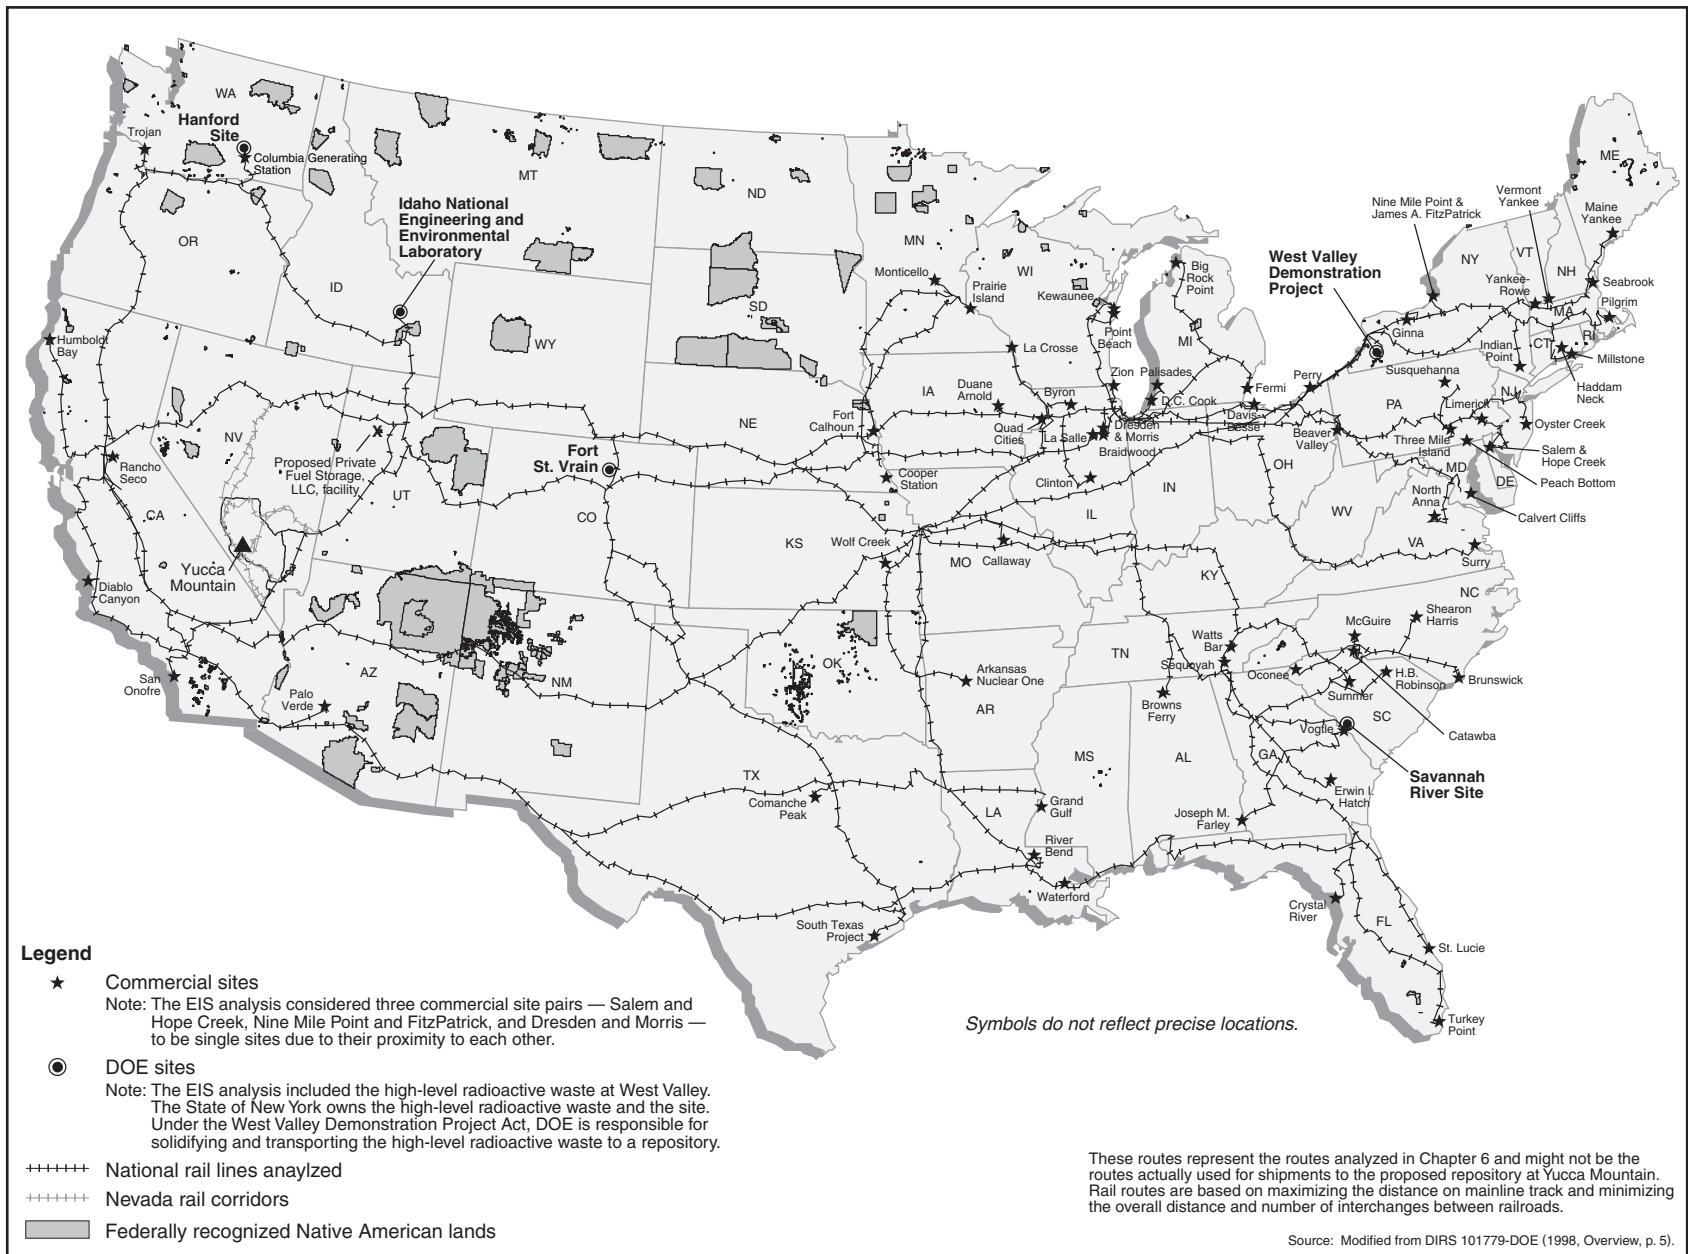 WA
Hanford
Site
Trojan
Columbia Generating
Station
MT
ND
MN
OR
ID
Idaho National
Engineering and
Environmental
Laboratory
SD
WY
Monticello
Prairie
Island
WI
Kewaunee
Point
Beach
Big
Rock
Point
MI
West Valley
Demonstration
Project
Nine Mile Point &
James A. FitzPatrick
Vermont
Yankee
ME
Maine
Yankee
NY
VT
NH
Yankee-
Rowe
Seabrook
Pilgrim
MA
RI
CT
Ginna
Indian
Point
Millstone
Haddam
Neck
Susquehanna
NJ
PA
Limerick
Oyster Creek
Three Mile
Island
Salem &
Hope Creek
Peach Bottom
MD
DE
Calvert Cliffs
North
Anna
Beaver
Valley
Perry
Fermi
Davis-
Besse
Palisades
D.C. Cook
Zion
La Crosse
IA
Duane
Arnold
Byron
Quad
Cities
La Salle
Dresden
& Morris
Braidwood
Clinton
Fort
Calhoun
NE
Cooper
Station
Humboldt
Bay
Rancho
Seco
NV
Proposed Private
Fuel Storage,
LLC, facility
X
UT
Fort
St. Vrain
CO
KS
Wolf Creek
MO
Callaway
IL
IN
OH
WV
VA
Surry
KY
CA
Yucca
Mountain
Diablo
Canyon
San
Onofre
AZ
Palo
Verde
NM
OK
Arkansas
Nuclear One
AR
TN
Watts
Bar
Sequoyah
Browns
Ferry
NC
McGuire
Shearon
Harris
Oconee
Summer
H.B.
Robinson
Brunswick
SC
Catawba
Vogtle
Savannah
River Site
GA
Erwin I.
Hatch
Joseph M.
Farley
AL
MS
TX
Comanche
Peak
LA
Grand
Gulf
River
Bend
Waterford
South Texas
Project
Crystal
River
FL
St. Lucie
Turkey
Point
Legend
Commercial sites
Note: The EIS analysis considered three commercial site pairs — Salem and
Hope Creek, Nine Mile Point and FitzPatrick, and Dresden and Morris —
to be single sites due to their proximity to each other.
DOE sites
Note: The EIS analysis included the high-level radioactive waste at West Valley.
The State of New York owns the high-level radioactive waste and the site.
Under the West Valley Demonstration Project Act, DOE is responsible for
solidifying and transporting the high-level radioactive waste to a repository.
National rail lines anaylzed
Nevada rail corridors
Federally recognized Native American lands
Symbols do not reflect precise locations.
These routes represent the routes analyzed in Chapter 6 and might not be the
routes actually used for shipments to the proposed repository at Yucca Mountain.
Rail routes are based on maximizing the distance on mainline track and minimizing
the overall distance and number of interchanges between railroads.
Source: Modified from DIRS 101779-DOE (1998, Overview, p. 5).